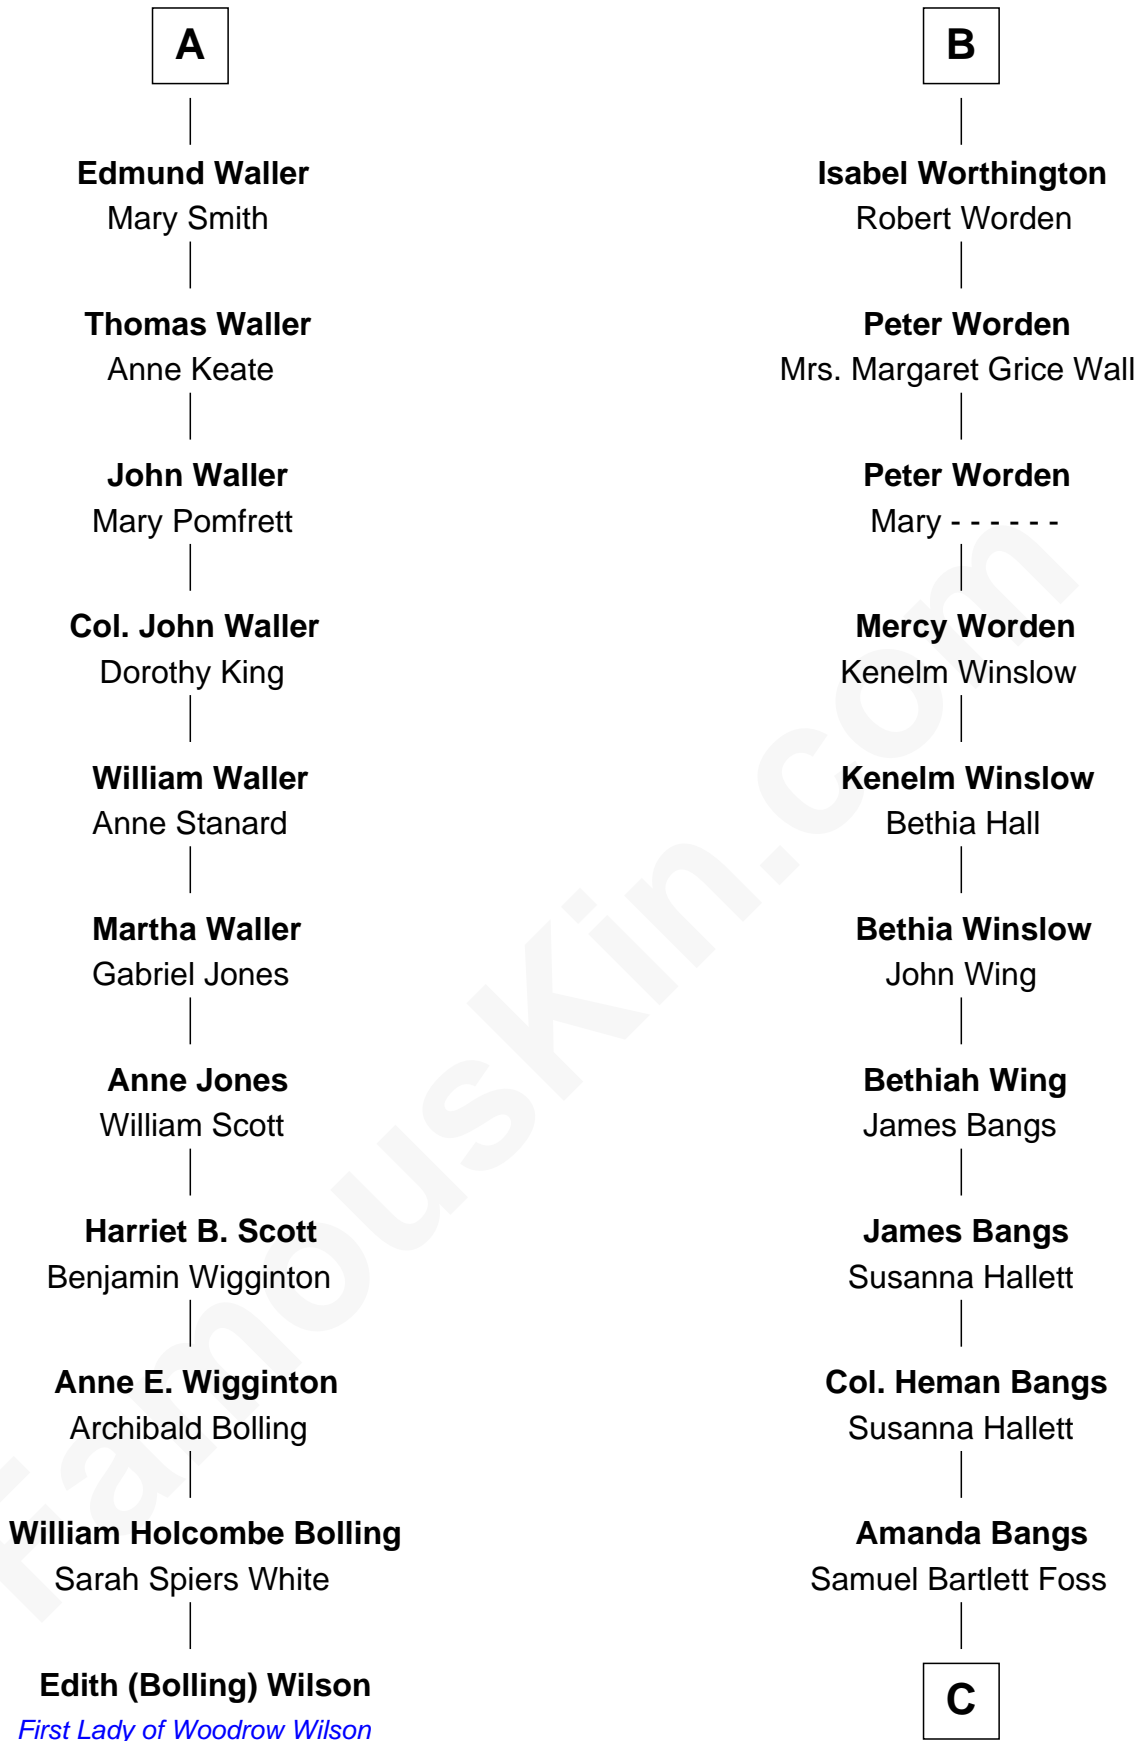 A
Edmund Waller
Mary Smith
Thomas Waller
Anne Keate
John Waller
Mary Pomfrett
Col. John Waller
Dorothy King
William Waller
Anne Stanard
Martha Waller
Gabriel Jones
Anne Jones
William Scott
Harriet B. Scott
Benjamin Wigginton
Anne E. Wigginton
Archibald Bolling
William Holcombe Bolling
Sarah Spiers White
Edith (Bolling) Wilson
First Lady of Woodrow Wilson
B
Isabel Worthington
Robert Worden
Peter Worden
Mrs. Margaret Grice Wall
Peter Worden
Mary - - - - - -
Mercy Worden
Kenelm Winslow
Kenelm Winslow
Bethia Hall
Bethia Winslow
John Wing
Bethiah Wing
James Bangs
James Bangs
Susanna Hallett
Col. Heman Bangs
Susanna Hallett
Amanda Bangs
Samuel Bartlett Foss
C
FamousKin.com